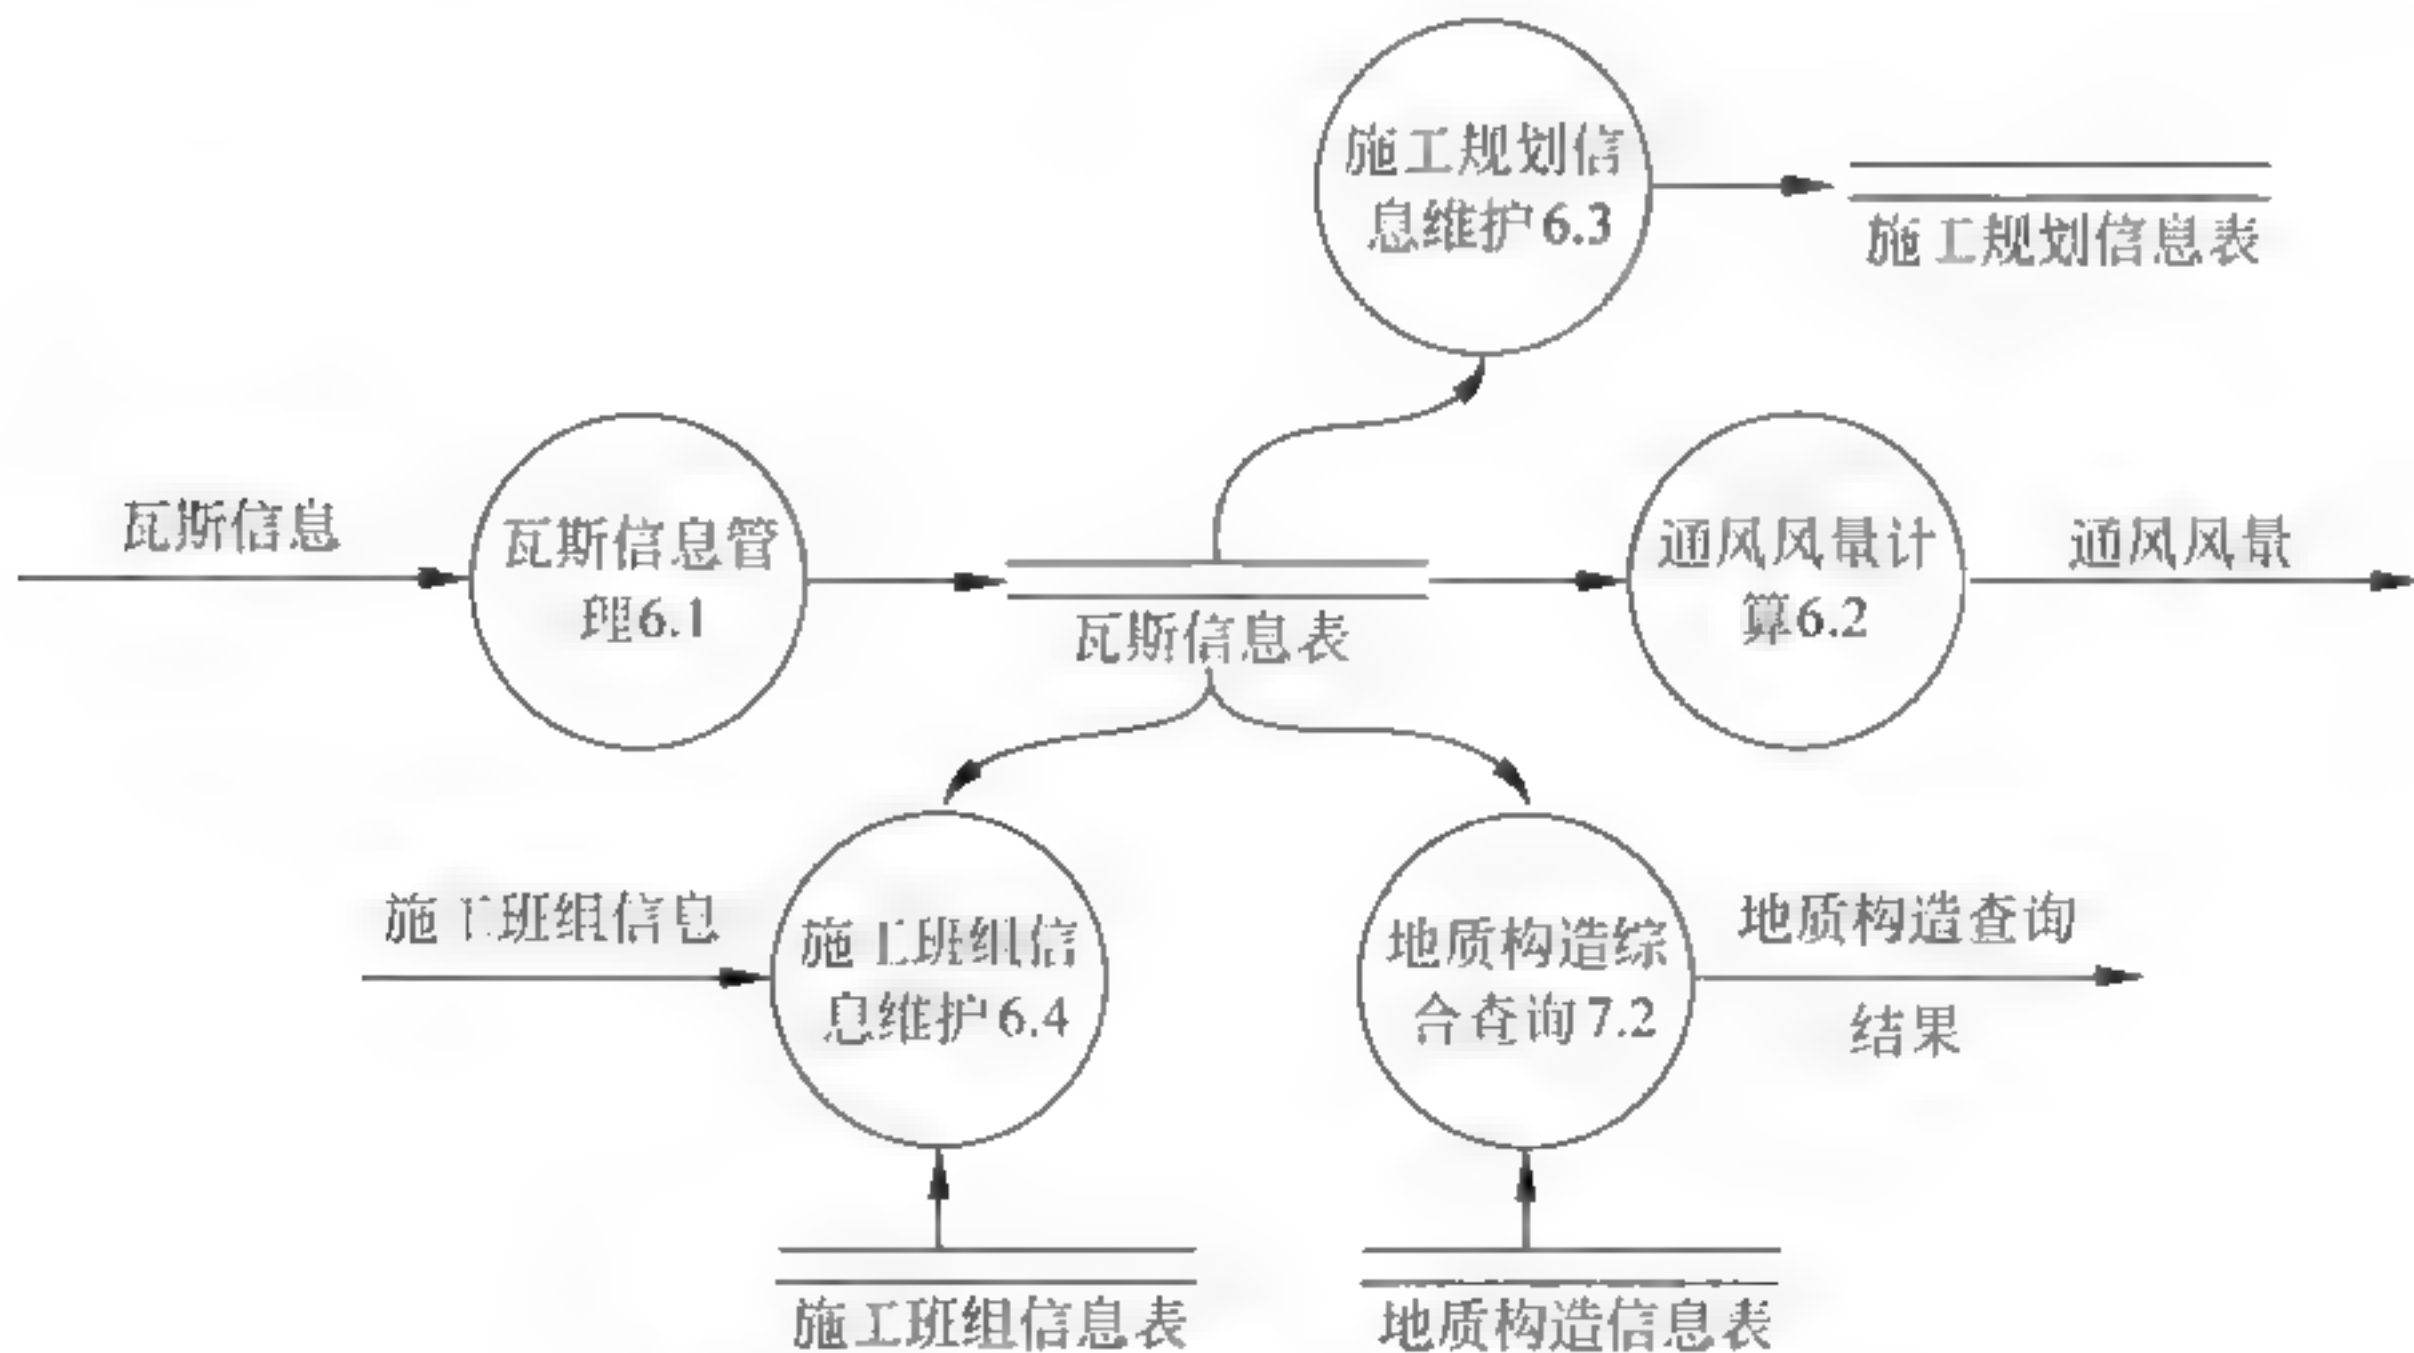 施工规划信
息维护6.3
施工规划信息表
瓦斯信息
瓦斯信息管
理6.1
瓦斯信息表
通风风量计
算6.2
通风风量
施工班组信息
施工班组信
息维护6.4
地质构造综
合查询7.2
地质构造查询
结果
施工班组信息表
地质构造信息表